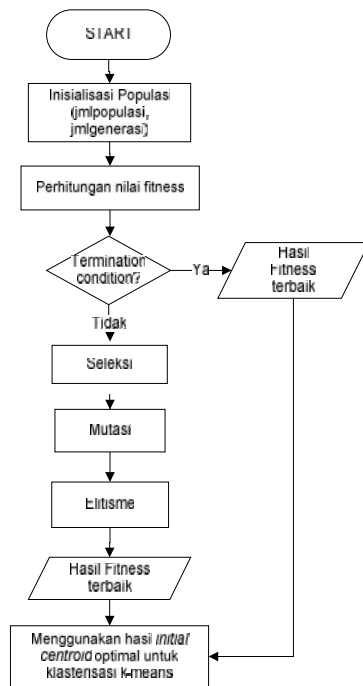 START
Inisialisasi Populasi
(jmlpopulasi,
jmlgenerasi)
Perhitungan nilai fitness
Termination
condition?
Ya
Hasil
Fitness
terbaik
Tidak
Seleksi
Mutasi
Elitisme
Hasil Fitness
terbaik
Menggunakan hasil initial
centroid optimal untuk
klasterisasi k-means